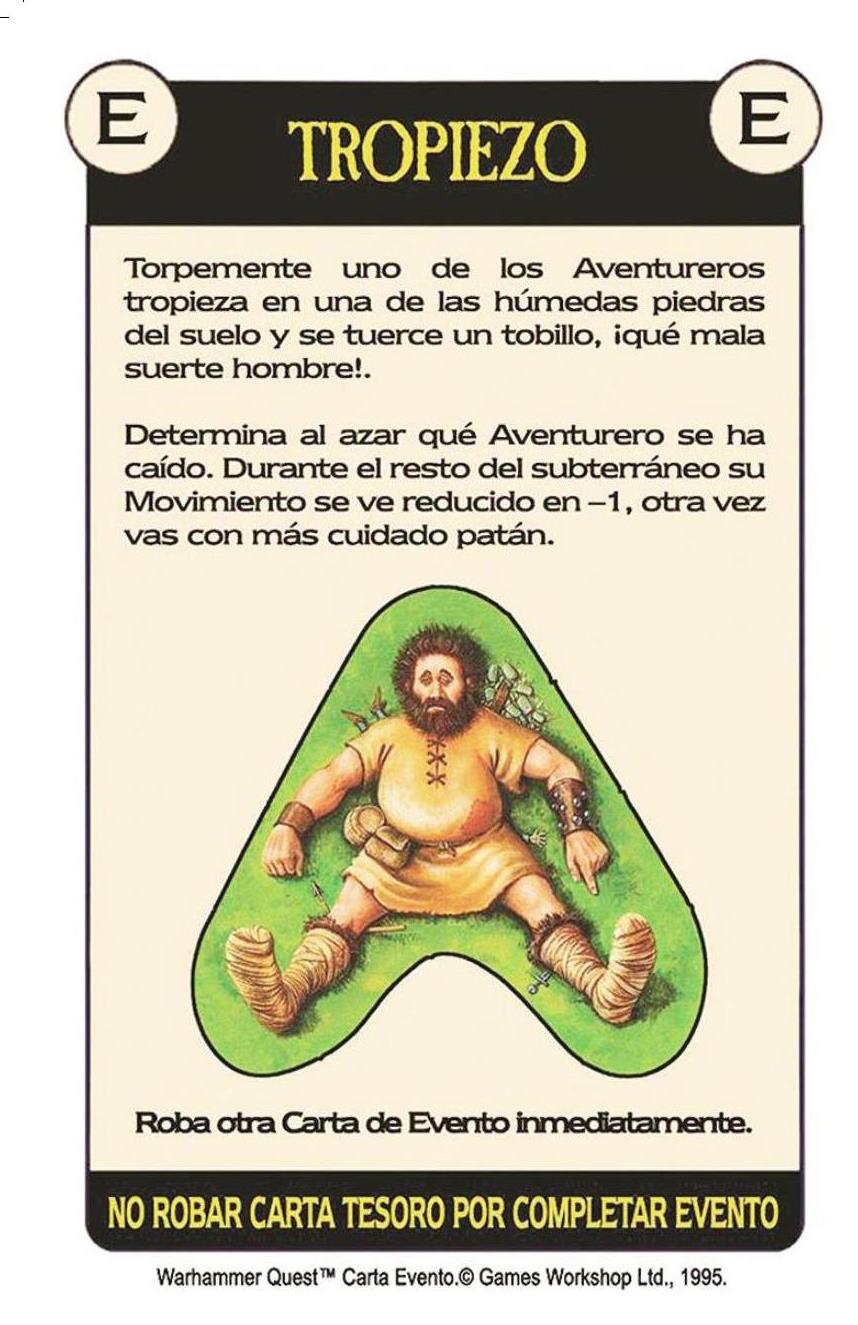 E
TROPIEZO
E
Torpemente uno de los Aventureros
tropieza en una de las húmedas piedras
del suelo y se tuerce un tobillo, ¡qué mala
suerte hombre!.
Determina al azar qué Aventurero se ha
caído. Durante el resto del subterráneo su
Movimiento se ve reducido en –1, otra vez
vas con más cuidado patán.
Roba otra Carta de Evento inmediatamente.
NO ROBAR CARTA TESORO POR COMPLETAR EVENTO
Warhammer Quest™ Carta Evento.© Games Workshop Ltd., 1995.